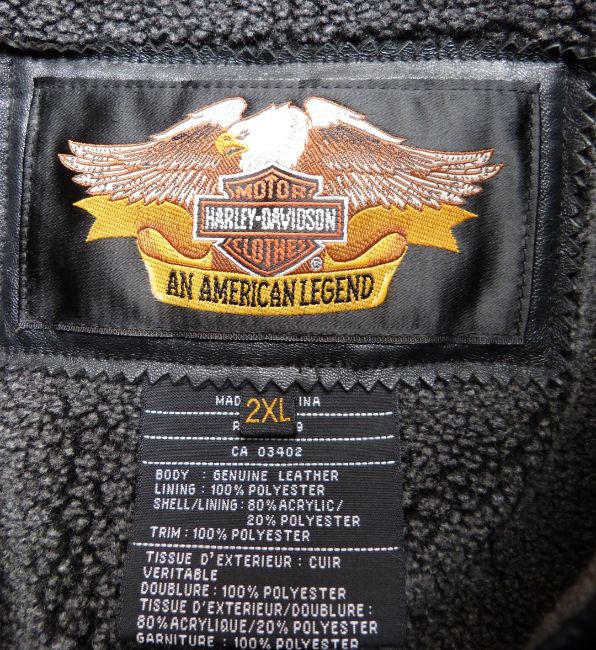 MOTOR
HARLEY-DAVIDSON
CLOTHES
®
AN AMERICAN LEGEND
2XL
CA 03402
BODY : GENUINE LEATHER
LINING : 100% POLYESTER
SHELL/LINING: 80% ACRYLIC/
20% POLYESTER
TRIM: 100% POLYESTER
TISSUE D'EXTERIEUR : CUIR
VERITABLE
DOUBLURE: 100% POLYESTER
TISSUE D'EXTERIEUR/DOUBLURE:
80% ACRYLIQUE/20% POLYESTER
GARNITURE : 100% POLYESTER